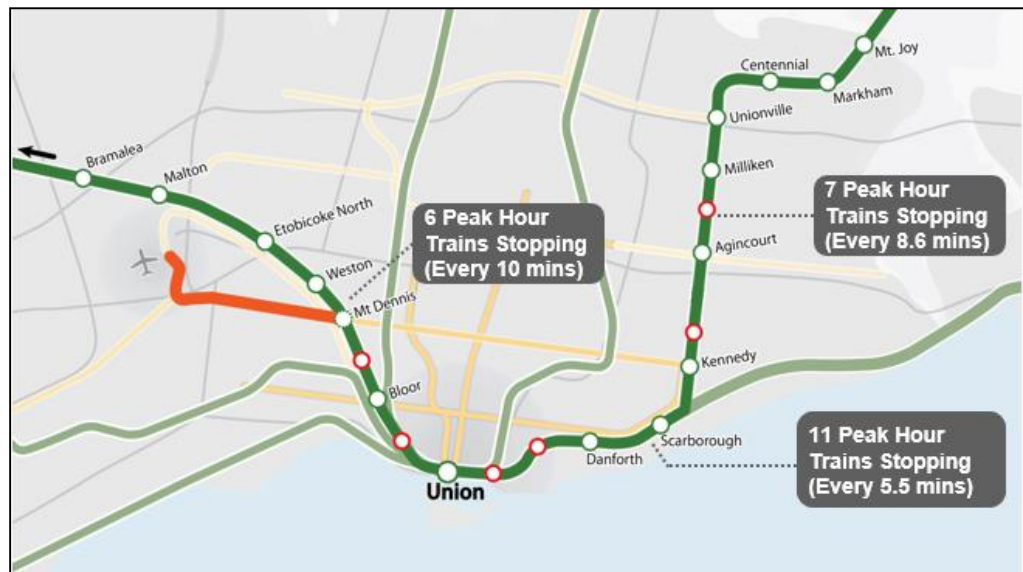 Mt. Joy
Centennial
Markham
Unionville
Bramalea
Malton
Milliken
7 Peak Hour
Trains Stopping
(Every 8.6 mins)
Etobicoke North
6 Peak Hour
Trains Stopping
(Every 10 mins)
Agincourt
Weston
Mt Dennis
Kennedy
Bloor
Scarborough
Danforth
11 Peak Hour
Trains Stopping
(Every 5.5 mins)
Union